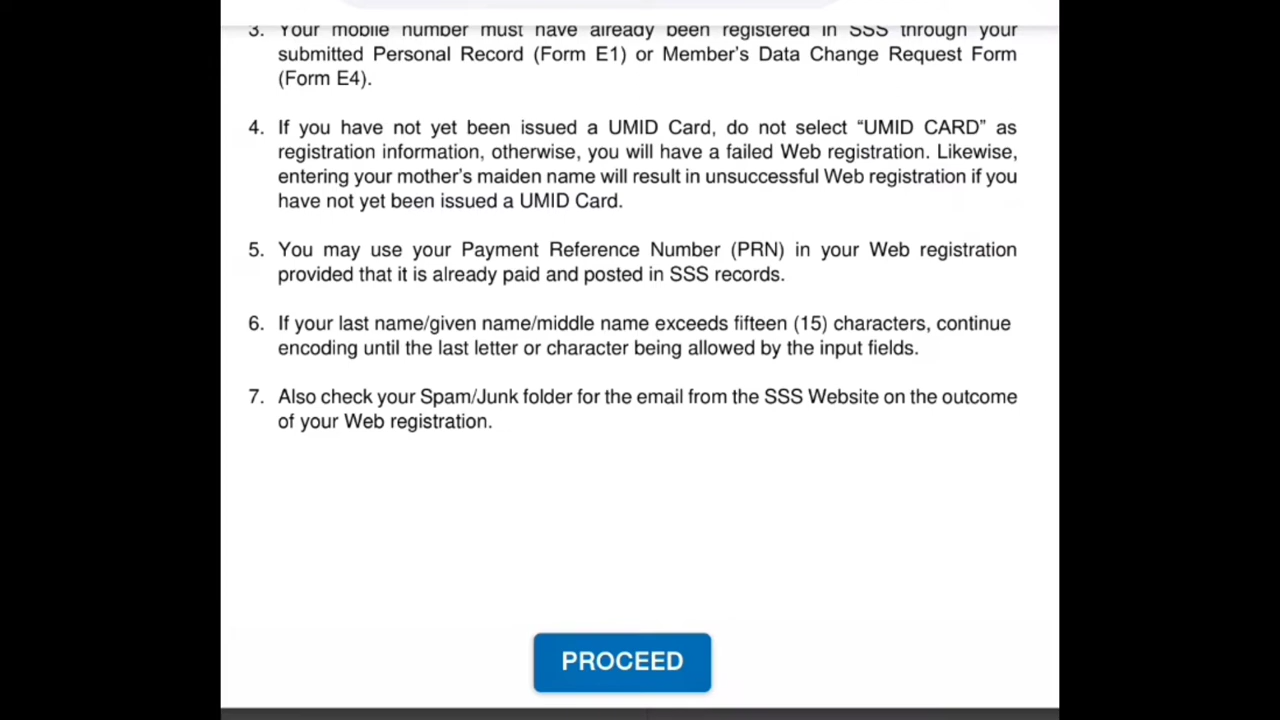 3. Your mobile number must have already been registered in SSS through your
submitted Personal Record (Form E1) or Member's Data Change Request Form
(Form E4).
4. If you have not yet been issued a UMID Card, do not select “UMID CARD” as
registration information, otherwise, you will have a failed Web registration. Likewise,
entering your mother's maiden name will result in unsuccessful Web registration if you
have not yet been issued a UMID Card.
5. You may use your Payment Reference Number (PRN) in your Web registration
provided that it is already paid and posted in SSS records.
6. If your last name/given name/middle name exceeds fifteen (15) characters, continue
encoding until the last letter or character being allowed by the input fields.
7. Also check your Spam/Junk folder for the email from the SSS Website on the outcome
of your Web registration.
PROCEED